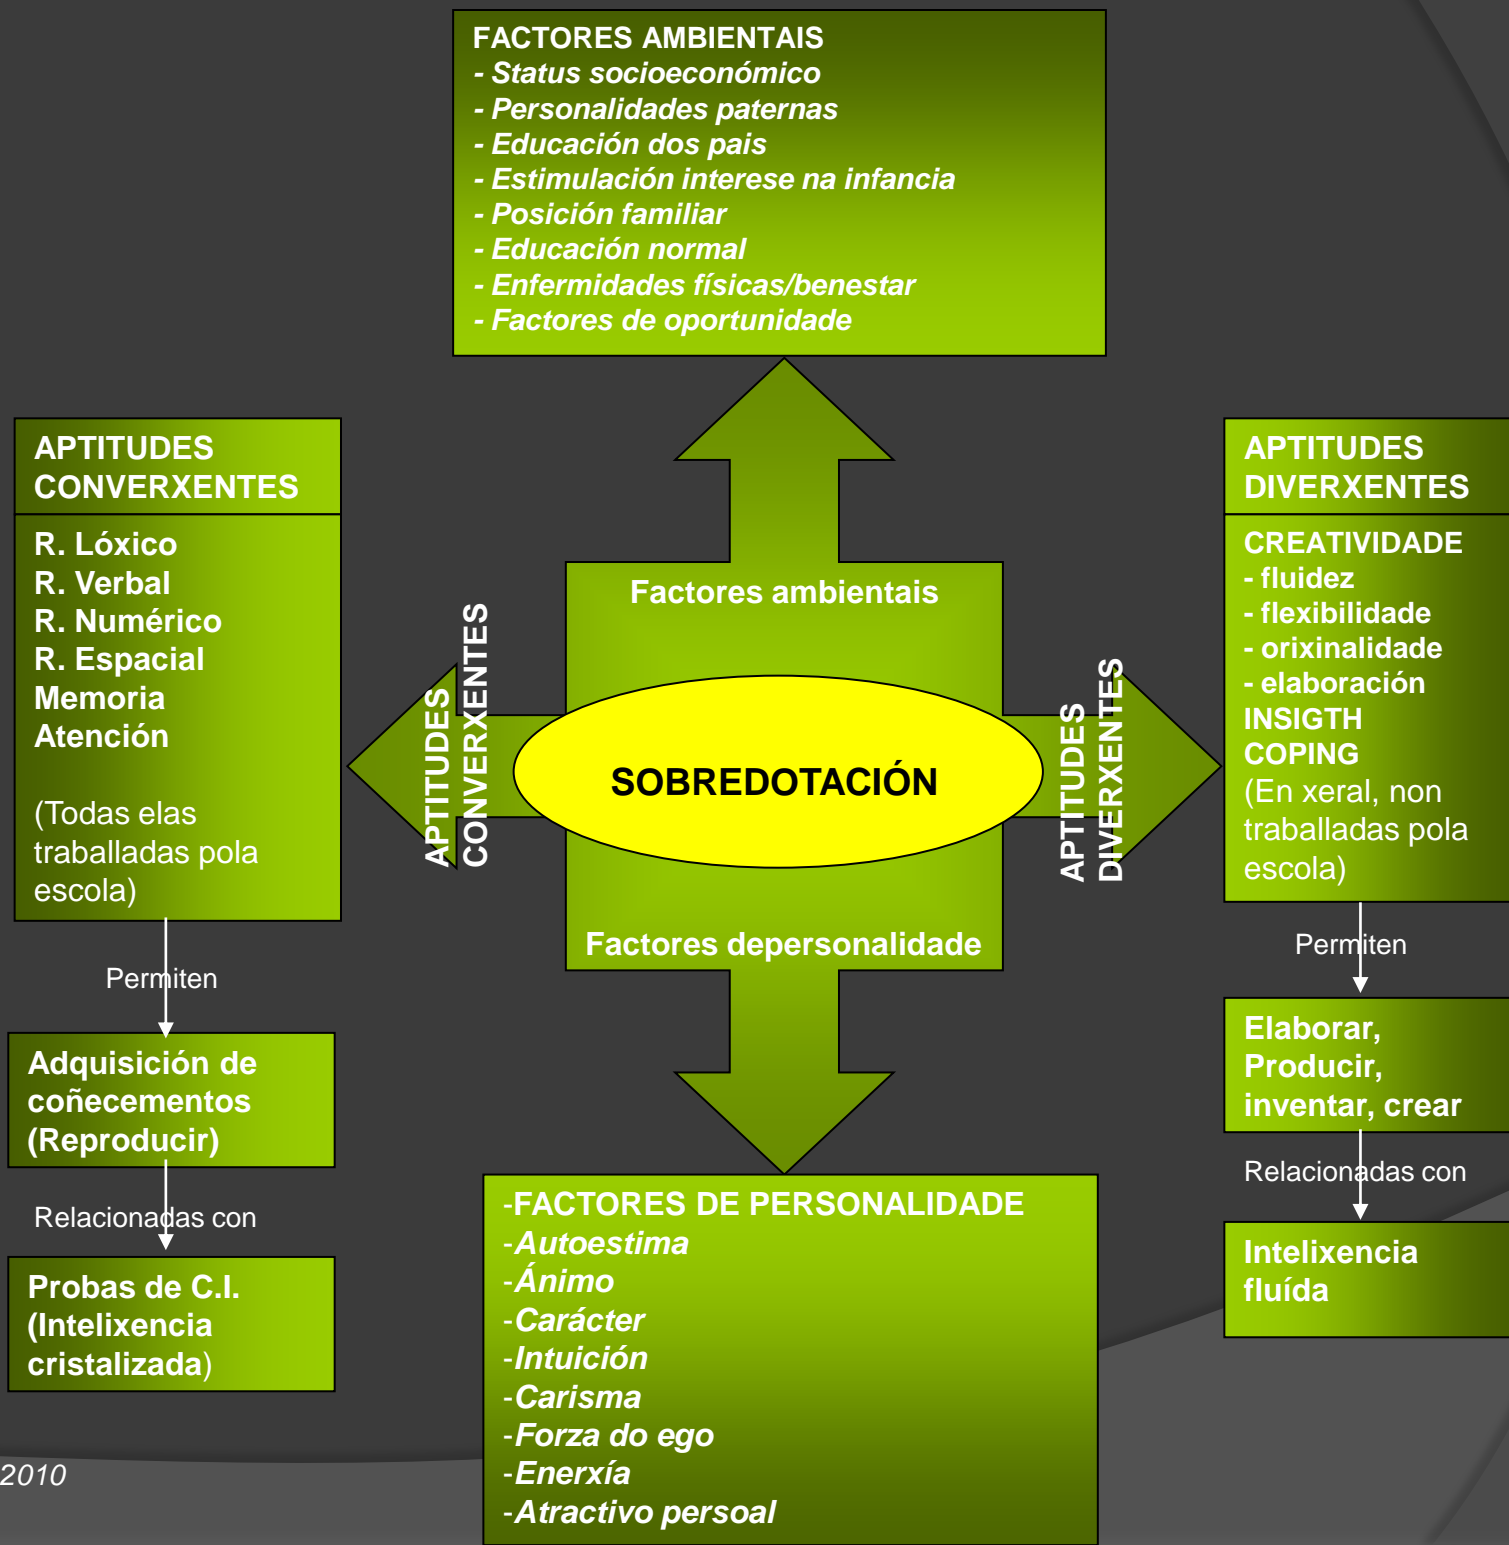 FACTORES AMBIENTAIS
- Status socioeconómico
- Personalidades paternas
- Educación dos pais
- Estimulación interese na infancia
- Posición familiar
- Educación normal
- Enfermidades físicas/benestar
- Factores de oportunidade
APTITUDES
CONVERXENTES
R. Lóxico
R. Verbal
R. Numérico
R. Espacial
Memoria
Atención
(Todas elas
traballadas pola
escola)
Permiten
Adquisición de
coñecementos
(Reproducir)
Relacionadas con
Probas de C.I.
(Intelixencia
cristalizada)
APTITUDES
CONVERXENTES
Factores ambientais
SOBREDOTACIÓN
Factores depersonalidade
APTITUDES
DIVERXENTES
APTITUDES
DIVERXENTES
CREATIVIDADE
- fluidez
- flexibilidade
- orixinalidade
- elaboración
INSIGTH
COPING
(En xeral, non
traballadas pola
escola)
Permiten
Elaborar,
Producir,
inventar, crear
Relacionadas con
Intelixencia
fluída
-FACTORES DE PERSONALIDADE
-Autoestima
-Ánimo
-Carácter
-Intuición
-Carisma
-Forza do ego
-Enerxía
-Atractivo persoal
2010